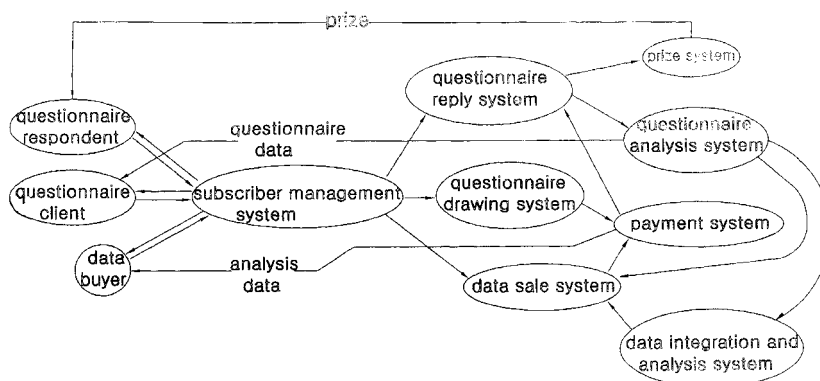 prize
prize system
questionnaire
reply system
questionnaire
respondent
questionnaire
data
questionnaire
analysis system
questionnaire
client
subscriber management
system
questionnaire
drawing system
payment system
data
buyer
analysis
data
data sale system
data integration and
analysis system